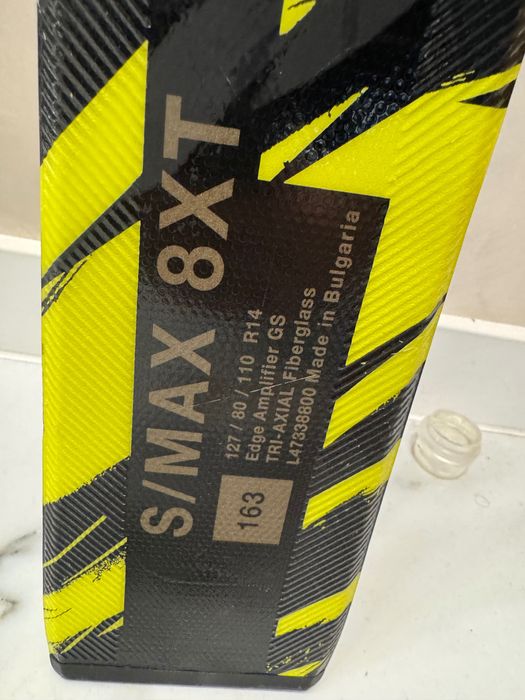 S/MAX 8XT
163
127 / 80 / 110 R14
Edge Amplifier GS
TRI-AXIAL Fiberglass
L47338800 Made in Bulgaria